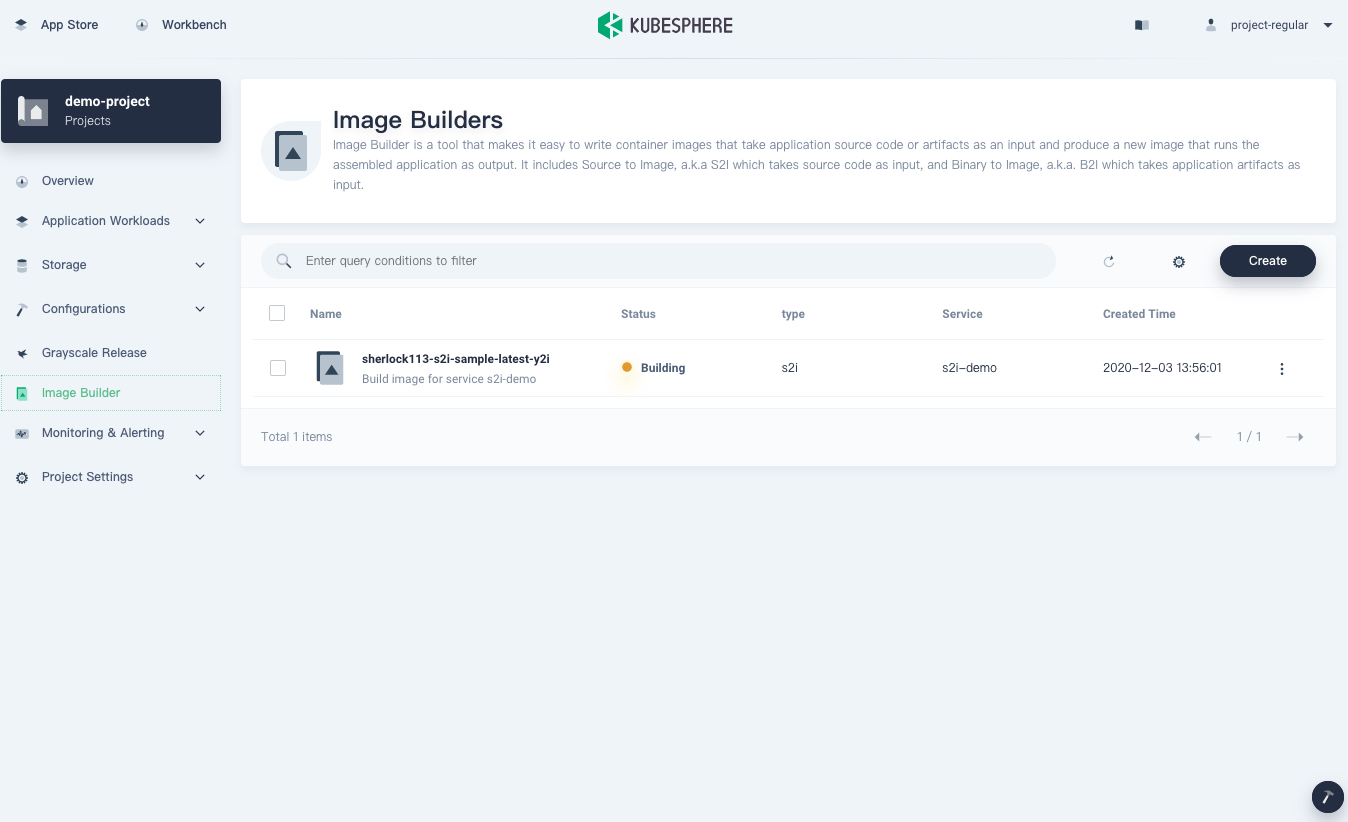 App Store
Workbench
KUBESPHERE
project-regular
demo-project
Projects
Overview
Application Workloads
Storage
Configurations
Grayscale Release
Image Builder
Monitoring & Alerting
Project Settings
Image Builders
Image Builder is a tool that makes it easy to write container images that take application source code or artifacts as an input and produce a new image that runs the
assembled application as output. It includes Source to Image, a.k.a S2I which takes source code as input, and Binary to Image, a.k.a. B2I which takes application artifacts as
input.
Enter query conditions to filter
Create
Name Status type Service Created Time
sherlock113-s2i-sample-latest-y2i
Build image for service s2i-demo
Building s2i s2i-demo 2020-12-03 13:56:01
Total 1 items
1 / 1